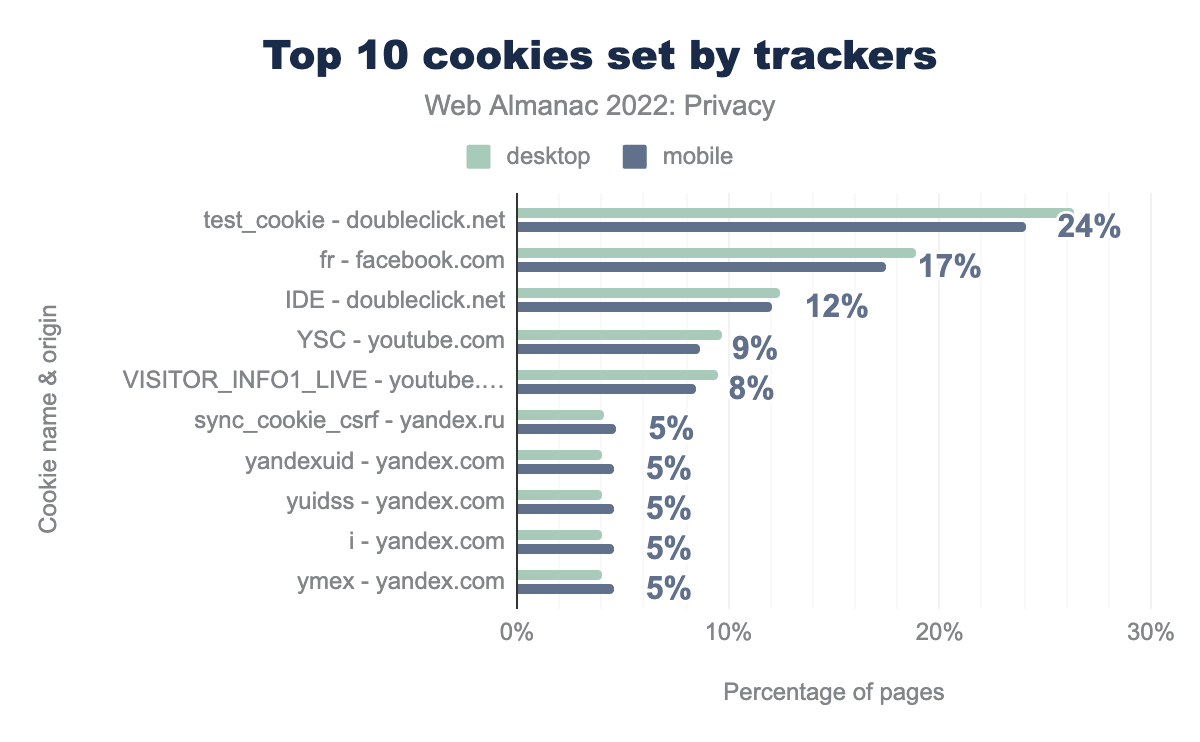 Top 10 cookies set by trackers
Web Almanac 2022: Privacy
desktop mobile
Cookie name & origin
test_cookie - doubleclick.net 24%
fr - facebook.com 17%
IDE - doubleclick.net 12%
YSC - youtube.com 9%
VISITOR_INFO1_LIVE - youtube.… 8%
sync_cookie_csrf - yandex.ru 5%
yandexuid - yandex.com 5%
yuidss - yandex.com 5%
i - yandex.com 5%
ymex - yandex.com 5%
0% 10% 20% 30%
Percentage of pages